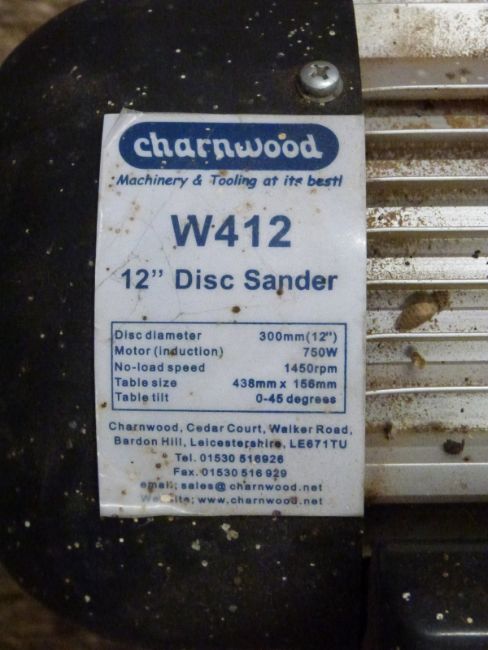 charnwood
Machinery & Tooling at its best!
W412
12” Disc Sander
Disc diameter 300mm(12")
Motor (induction) 750W
No-load speed 1450rpm
Table size 438mm x 156mm
Table tilt 0-45 degrees
Charnwood, Cedar Court, Walker Road,
Bardon Hill, Leicestershire, LE671TU
Tel. 01530 516926
Fax. 01530 516 929
email; sales@charnwood.net
Website; www.charnwood.net